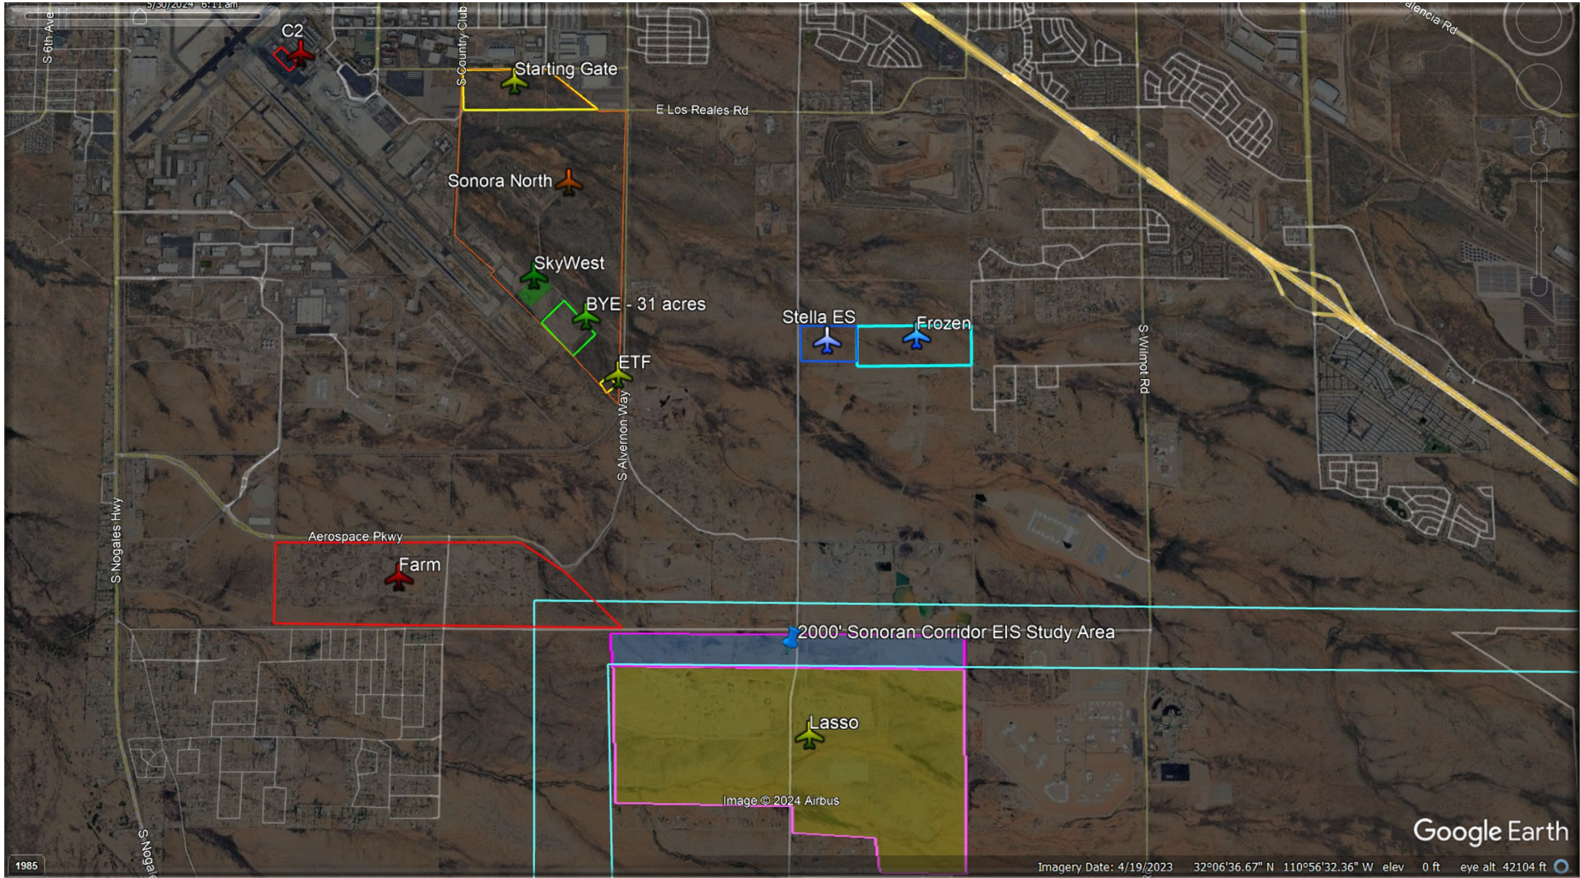 5/30/2024 6:11 am
alencia Rd
S 6th Ave
C2
S Country Club
Starting Gate
E Los Reales Rd
Sonora North
SkyWest
BYE - 31 acres
Stella ES
Frozen
ETF
S Wilmot Rd
S Alvernon Way
S Nogales Hwy
Aerospace Pkwy
Farm
2000' Sonoran Corridor EIS Study Area
Lasso
Image © 2024 Airbus
S Nogale
Google Earth
1985
Imagery Date: 4/19/2023 32°06'36.67" N 110°56'32.36" W elev 0 ft eye alt 42104 ft